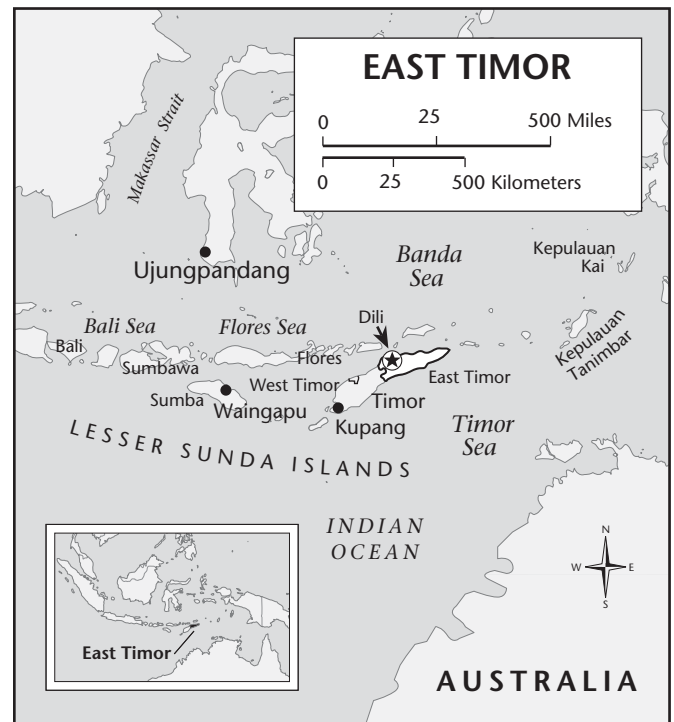 EAST TIMOR
0 25 500 Miles
0 25 500 Kilometers
Makassar Strait
Ujungpandang
Banda
Sea
Kepulauan
Kai
Bali Sea
Flores Sea
Dili
Bali
Sumbawa
Flores
Kepulauan
Tanimbar
Sumba
Waingapu
West Timor
East Timor
Timor
Kupang
Timor
Sea
LESSER SUNDA ISLANDS
INDIAN
OCEAN
N
W E
S
East Timor
AUSTRALIA